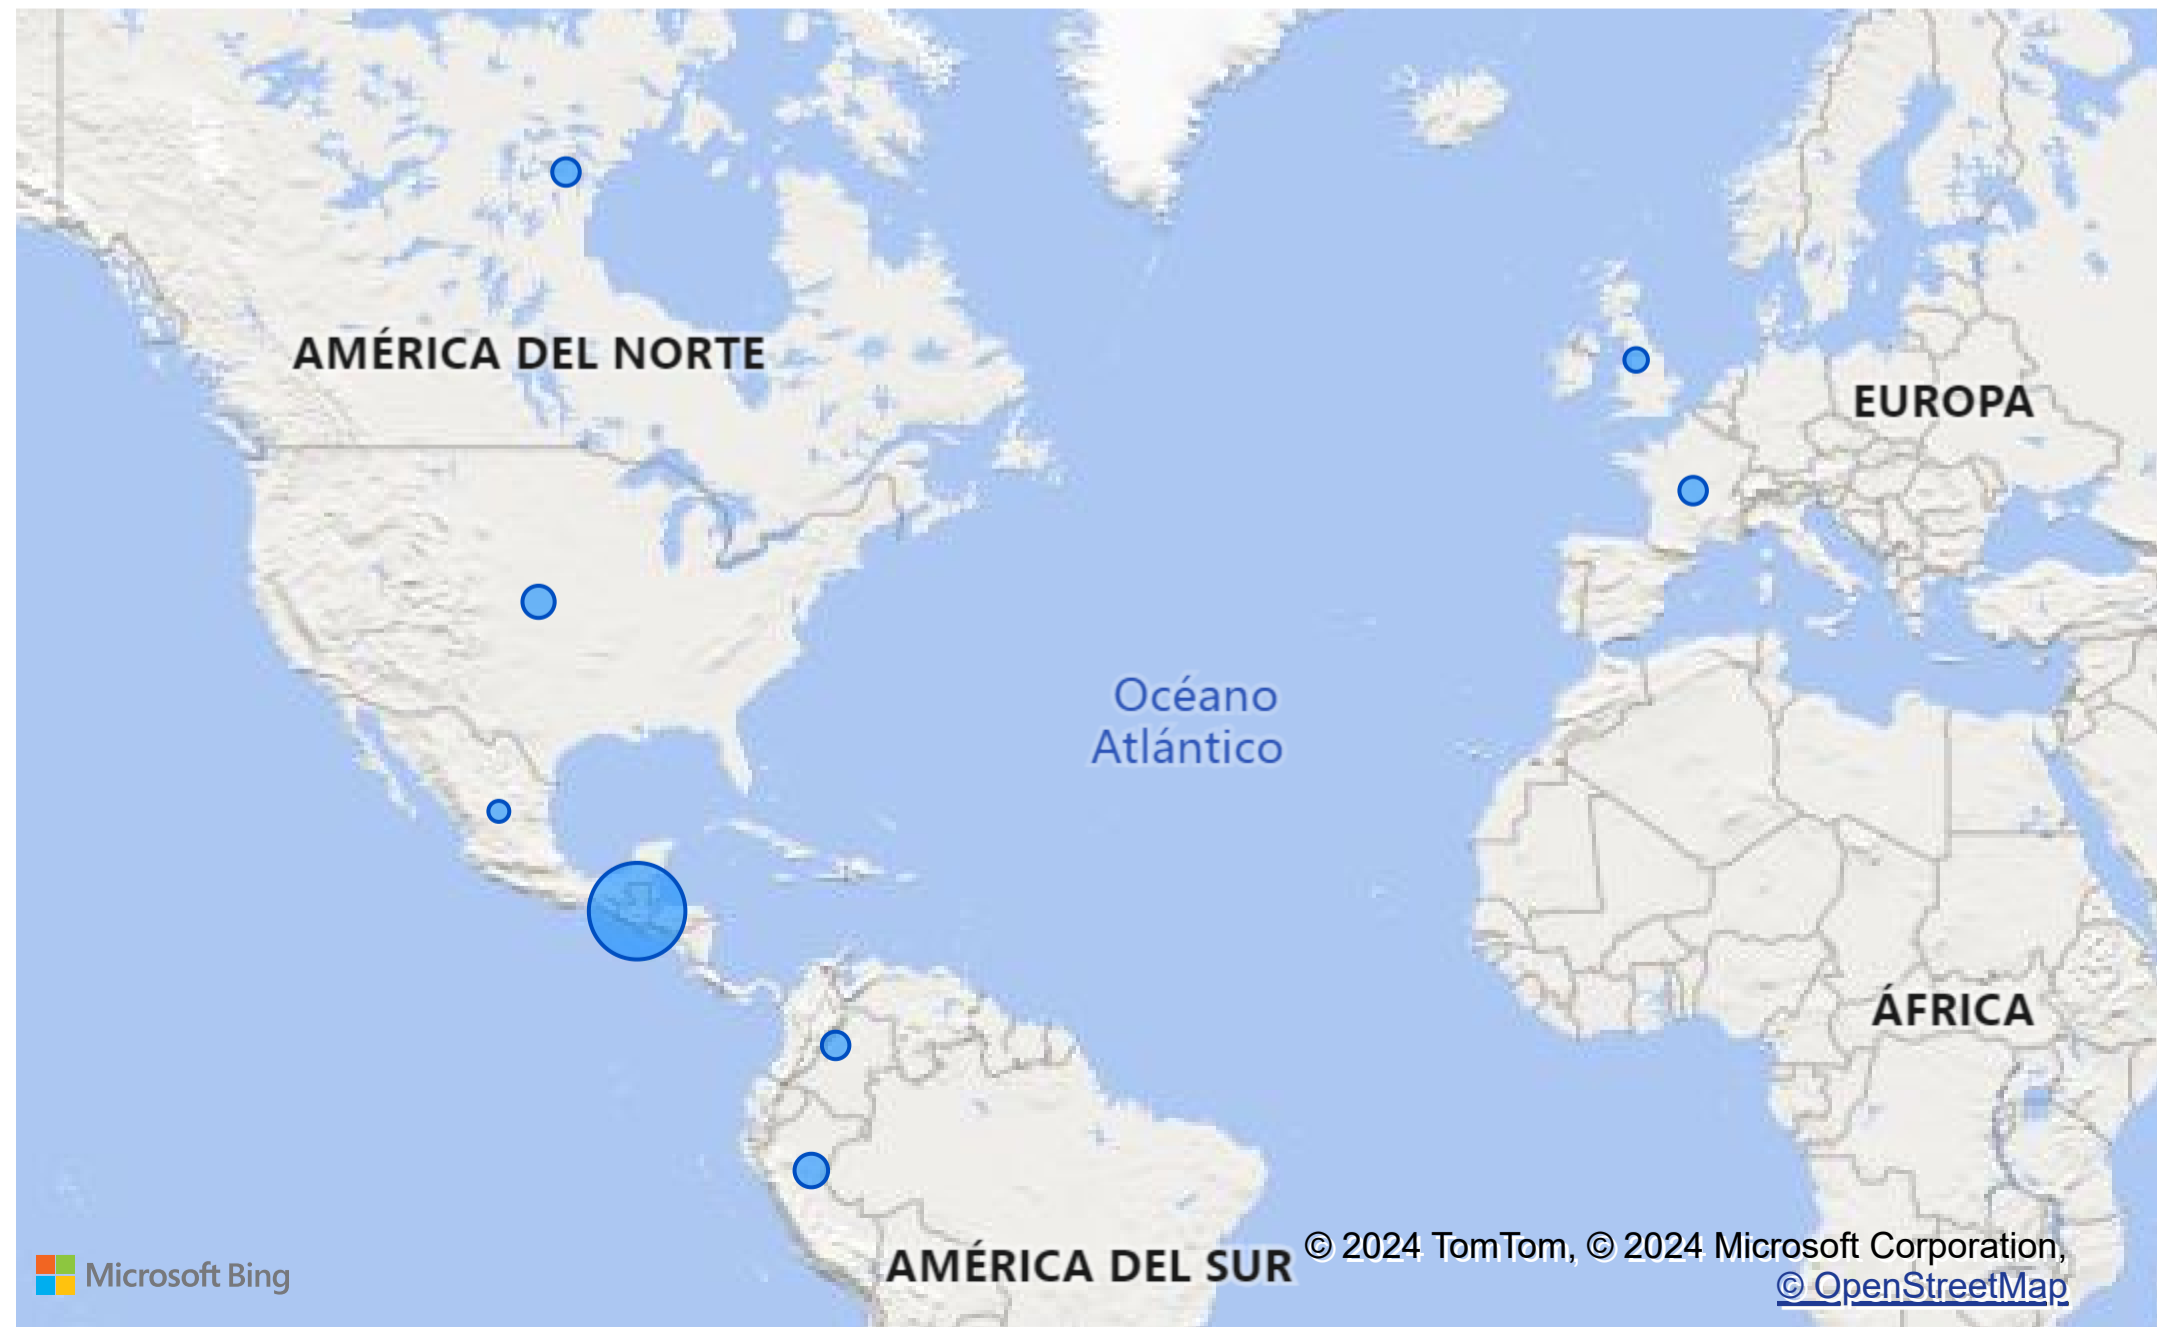 AMÉRICA DEL NORTE
EUROPA
Océano
Atlántico
ÁFRICA
AMÉRICA DEL SUR
© 2024 TomTom, © 2024 Microsoft Corporation,
© OpenStreetMap
Microsoft Bing